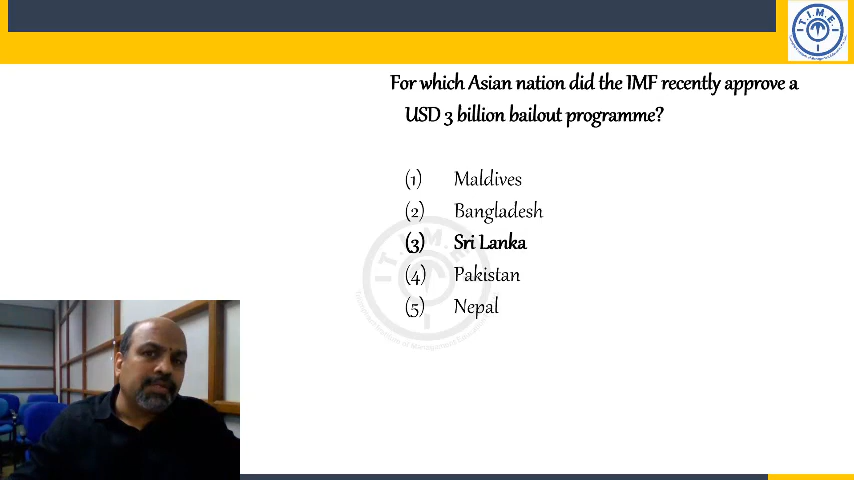 T.I.M.E.
For which Asian nation did the IMF recently approve a
USD 3 billion bailout programme?
(1) Maldives
(2) Bangladesh
(3) Sri Lanka
(4) Pakistan
(5) Nepal